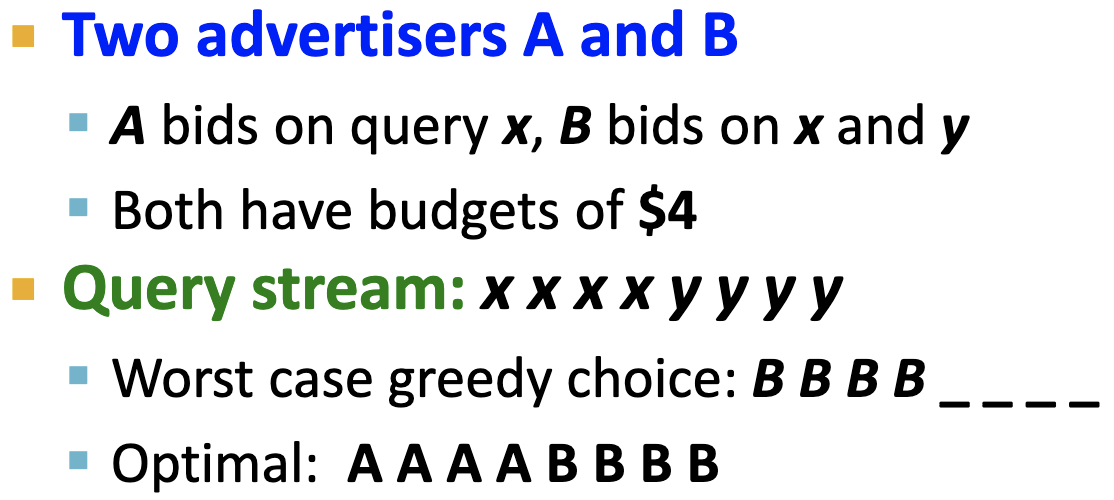 Two advertisers A and B
A bids on query x, B bids on x and y
Both have budgets of $4
Query stream: x x x x y y y y
Worst case greedy choice: B B B B _ _ _ _
Optimal: A A A A B B B B